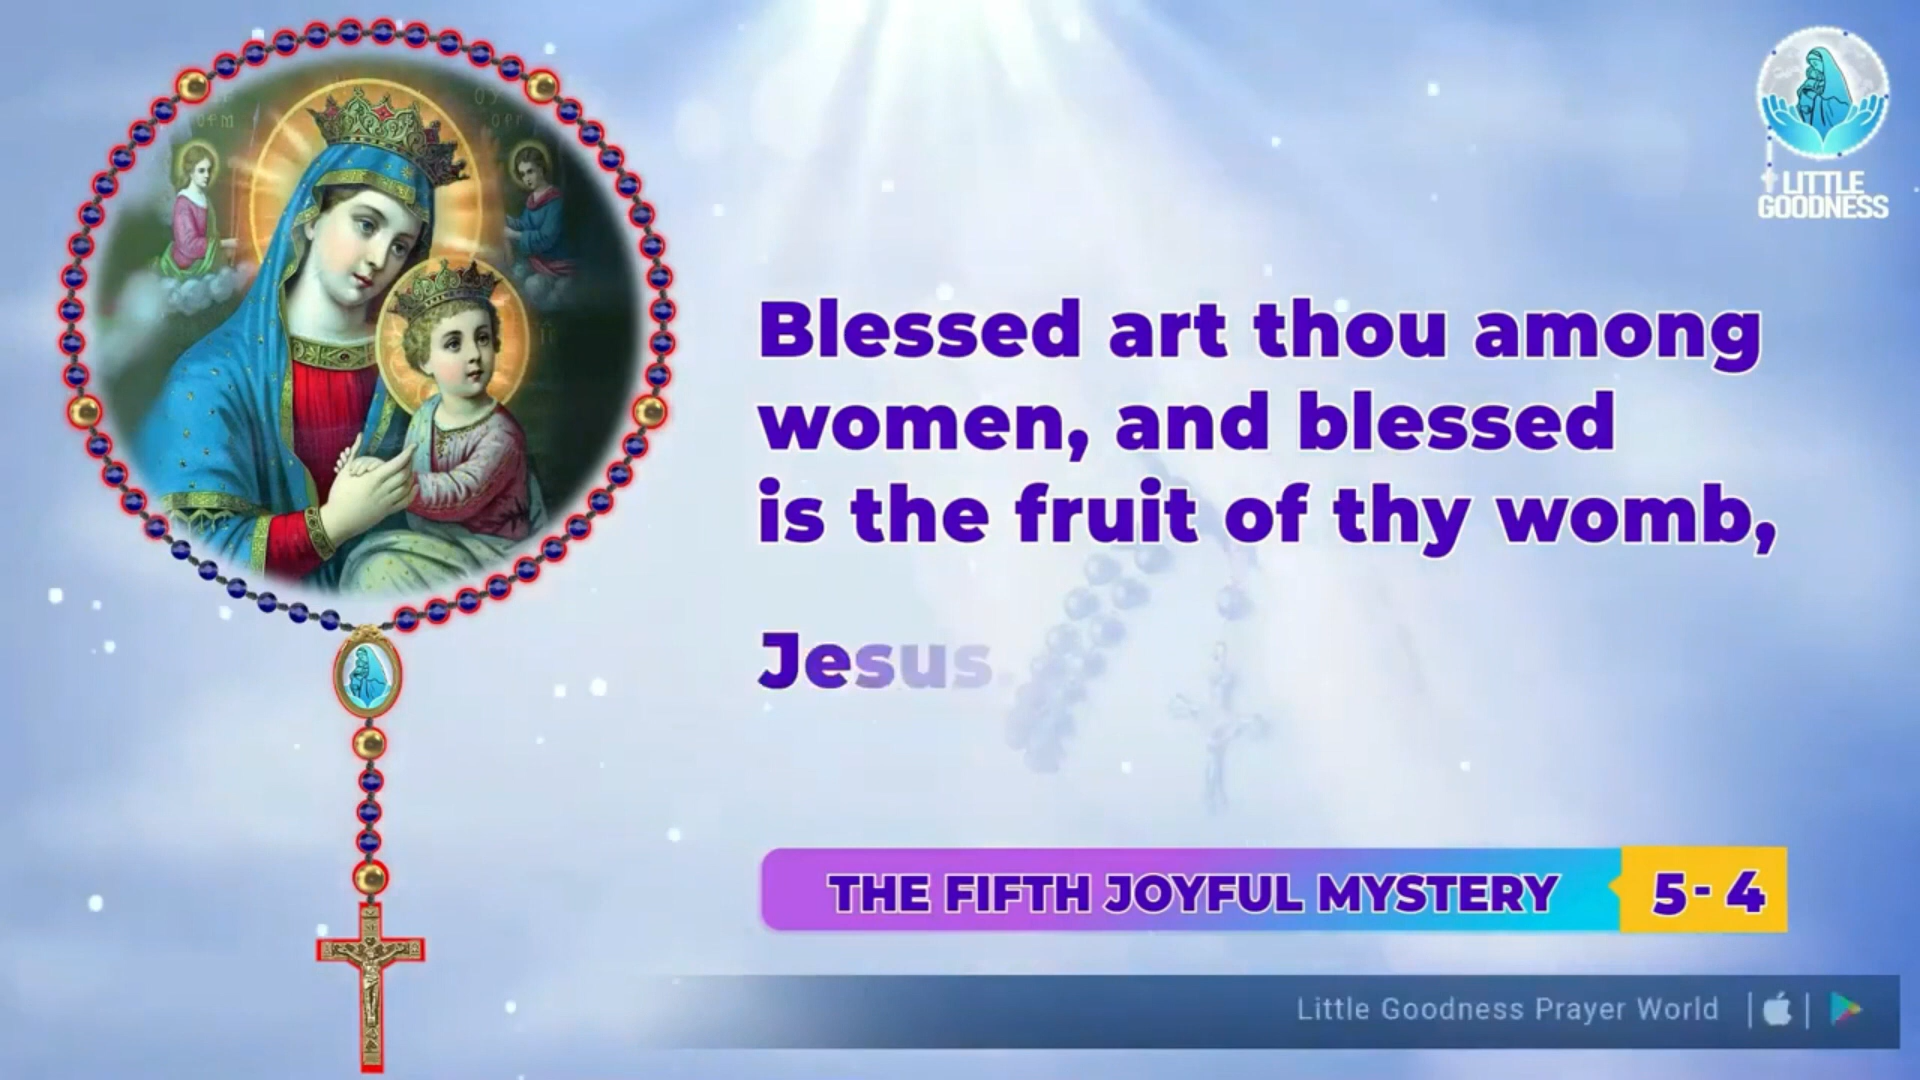 LITTLE
GOODNESS
Blessed art thou among
women, and blessed
is the fruit of thy womb,
Jesus.
THE FIFTH JOYFUL MYSTERY
5-4
Little Goodness Prayer World